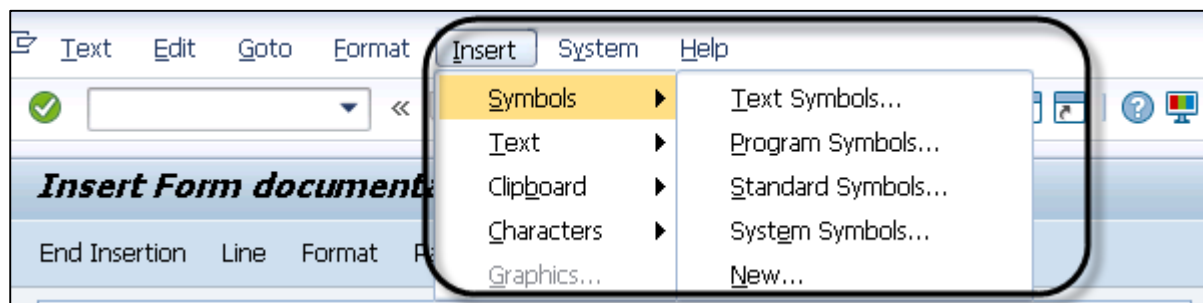 Text Edit Goto Format Insert System Help
Symbols Text Symbols...
Text Program Symbols...
Clipboard Standard Symbols...
Insert Form documenta
Characters System Symbols...
End Insertion Line Format
Graphics... New...